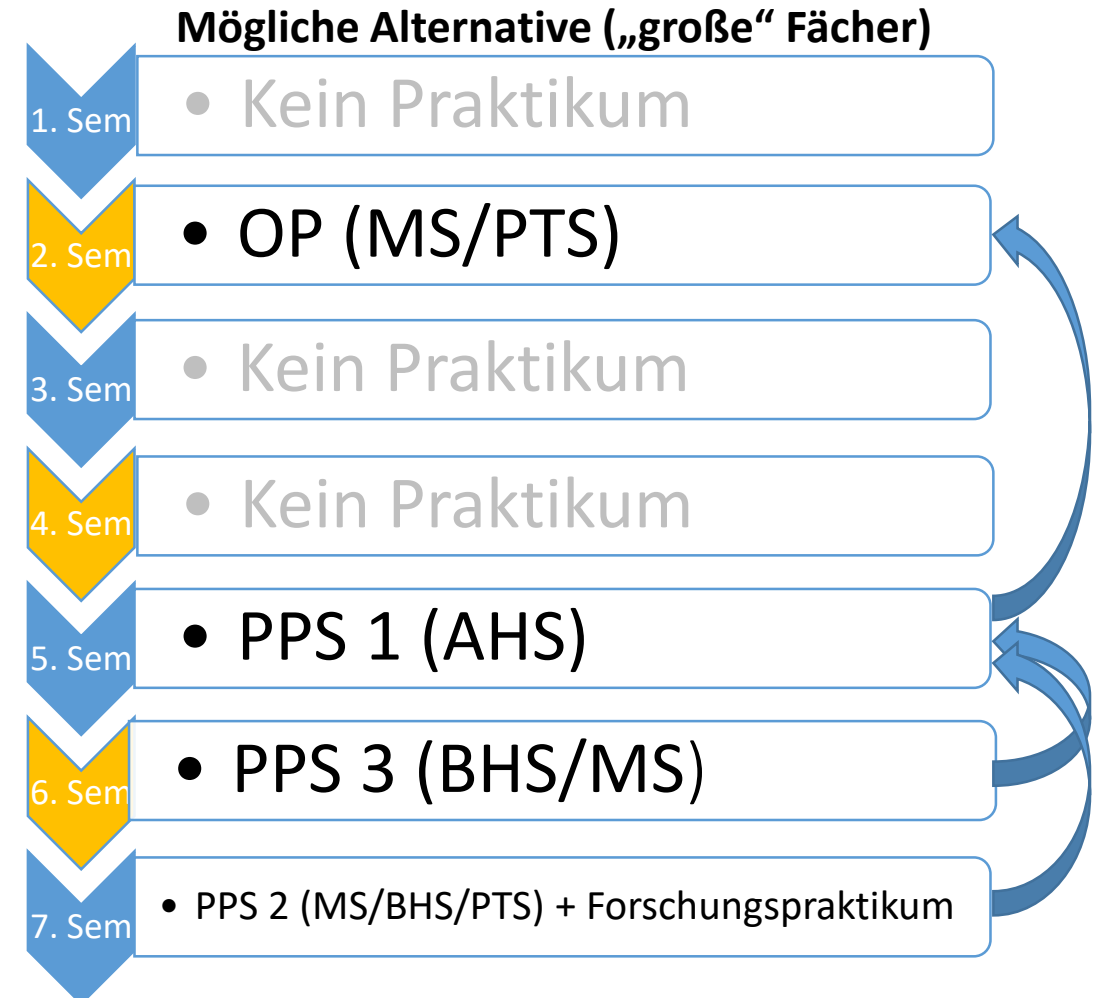 Mögliche Alternative („große“ Fächer)
1. Sem
• Kein Praktikum
2. Sem
• OP (MS/PTS)
3. Sem
• Kein Praktikum
4. Sem
• Kein Praktikum
5. Sem
• PPS 1 (AHS)
6. Sem
• PPS 3 (BHS/MS)
7. Sem
• PPS 2 (MS/BHS/PTS) + Forschungspraktikum